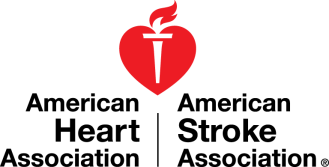 American
Heart
Association
American
Stroke
Association®